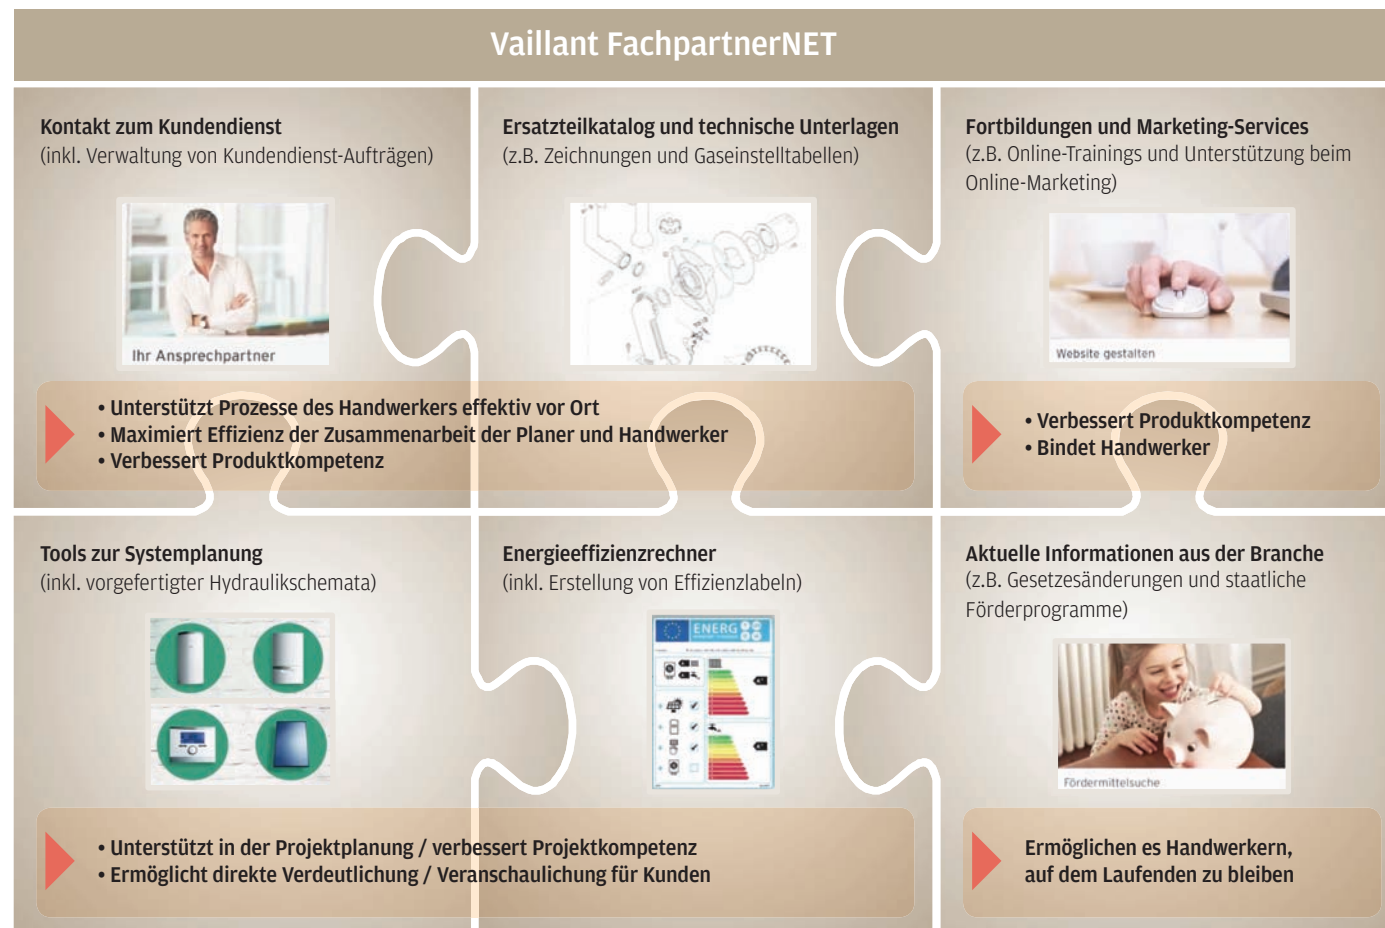 Vaillant FachpartnerNET
Kontakt zum Kundendienst
(inkl. Verwaltung von Kundendienst-Aufträgen)
Ihr Ansprechpartner
Ersatzteilkatalog und technische Unterlagen
(z.B. Zeichnungen und Gaseinstelltabellen)
Fortbildungen und Marketing-Services
(z.B. Online-Trainings und Unterstützung beim
Online-Marketing)
Website gestalten
• Unterstützt Prozesse des Handwerkers effektiv vor Ort
• Maximiert Effizienz der Zusammenarbeit der Planer und Handwerker
• Verbessert Produktkompetenz
• Verbessert Produktkompetenz
• Bindet Handwerker
Tools zur Systemplanung
(inkl. vorgefertigter Hydraulikschemata)
Energieeffizienzrechner
(inkl. Erstellung von Effizienzlabeln)
ENERG
Aktuelle Informationen aus der Branche
(z.B. Gesetzesänderungen und staatliche
Förderprogramme)
Fördermittelsuche
• Unterstützt in der Projektplanung / verbessert Projektkompetenz
• Ermöglicht direkte Verdeutlichung / Veranschaulichung für Kunden
Ermöglichen es Handwerkern,
auf dem Laufenden zu bleiben